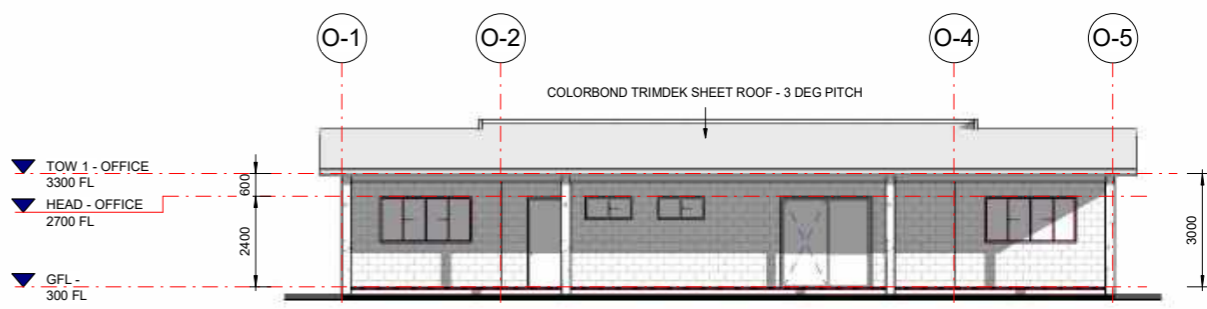 O-1
O-2
O-4
O-5
COLORBOND TRIMDEK SHEET ROOF - 3 DEG PITCH
TOW 1 - OFFICE
3300 FL
600
HEAD - OFFICE
2700 FL
2400
3000
GFL -
300 FL